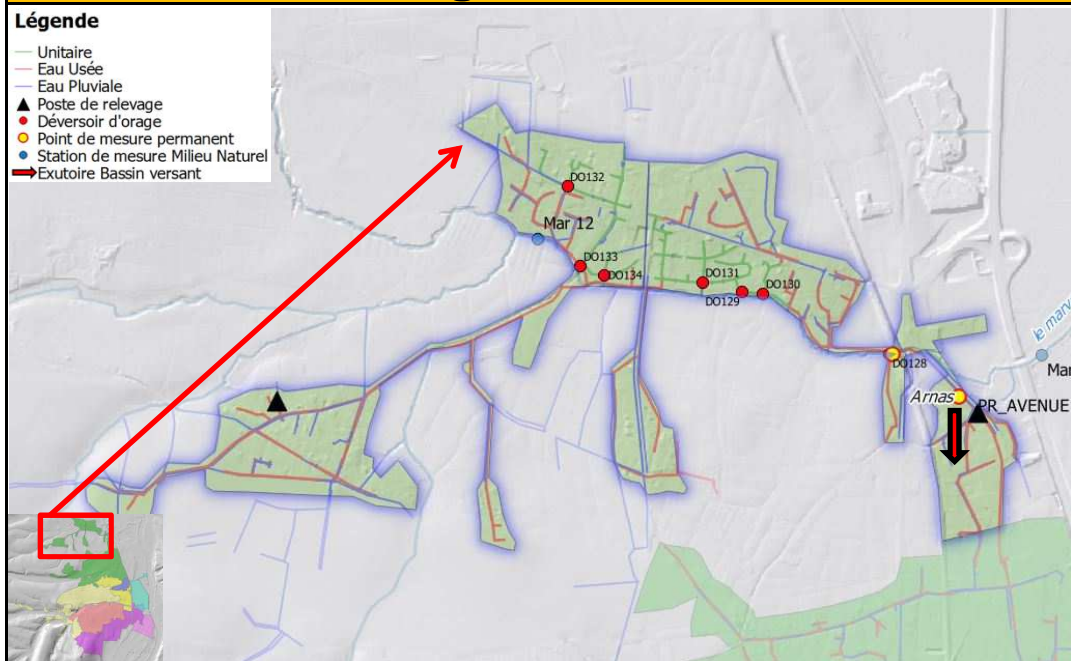 Légende
Unitaire
Eau Usée
Eau Pluviale
Poste de relevage
Déversoir d'orage
Point de mesure permanent
Station de mesure Milieu Naturel
Exutoire Bassin versant
DO132
Mar 12
DO133
DO134
DO131
DO129
DO130
le marv
DO128
Mar
Arnas
PR_AVENUE